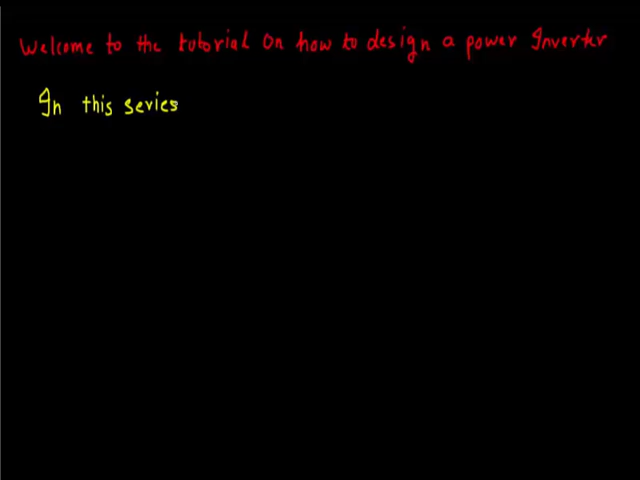 Welcome to the tutorial on how to design a power Inverter
In this series